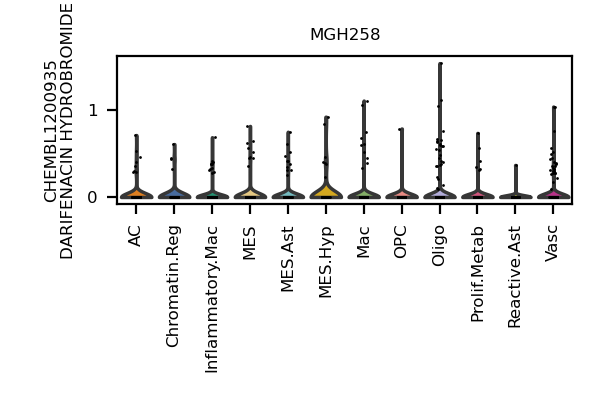 MGH258
CHEMBL1200935
DARIFENACIN HYDROBROMIDE
1
0
AC
Chromatin.Reg
Inflammatory.Mac
MES
MES.Ast
MES.Hyp
Mac
OPC
Oligo
Prolif.Metab
Reactive.Ast
Vasc